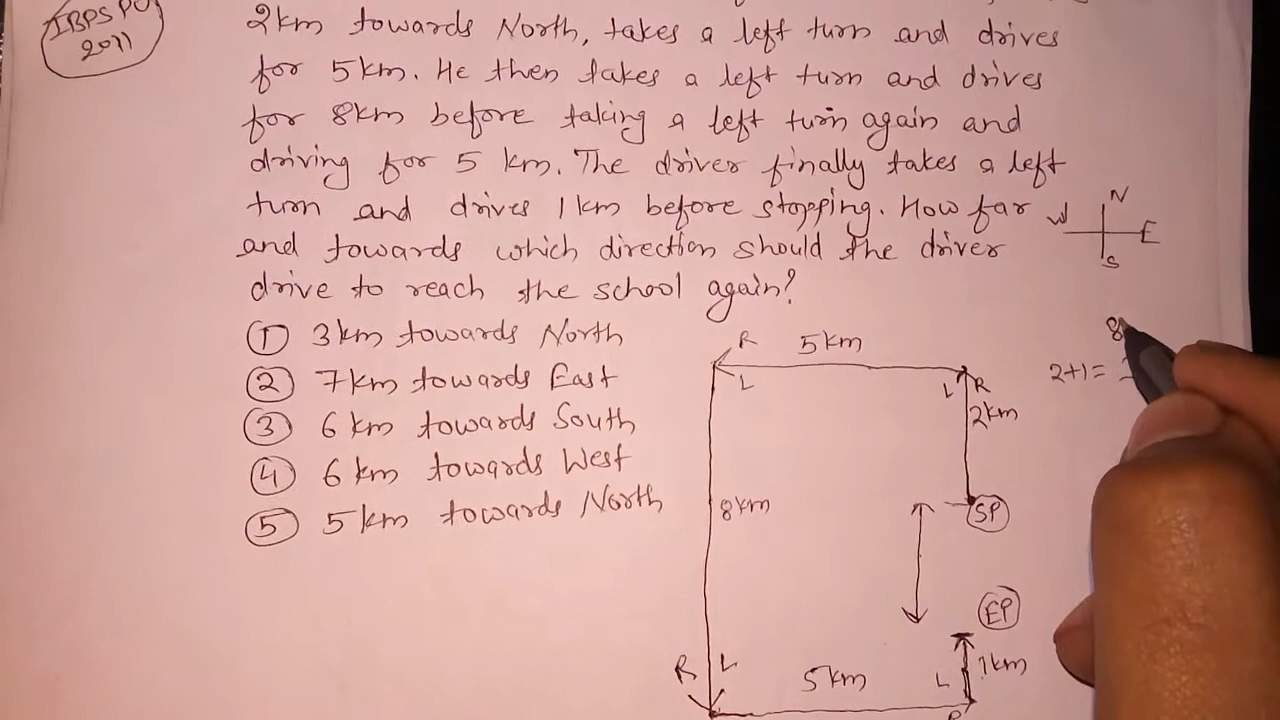 IBPS PO
2011
2km towards North, takes a left turn and drives
for 5km. He then takes a left turn and drives
for 8km before taking a left turn again and
driving for 5 km. The driver finally takes a left
turn and drives 1km before stopping. How far
and towards which direction should the driver
drive to reach the school again?
N
W E
S
1 3km towards North
2 7km towards East
3 6 km towards South
4 6 km towards West
5 5km towards North
R 5km
L L R
2km
8km SP
EP
R L
5km L 1km
2+1=
8